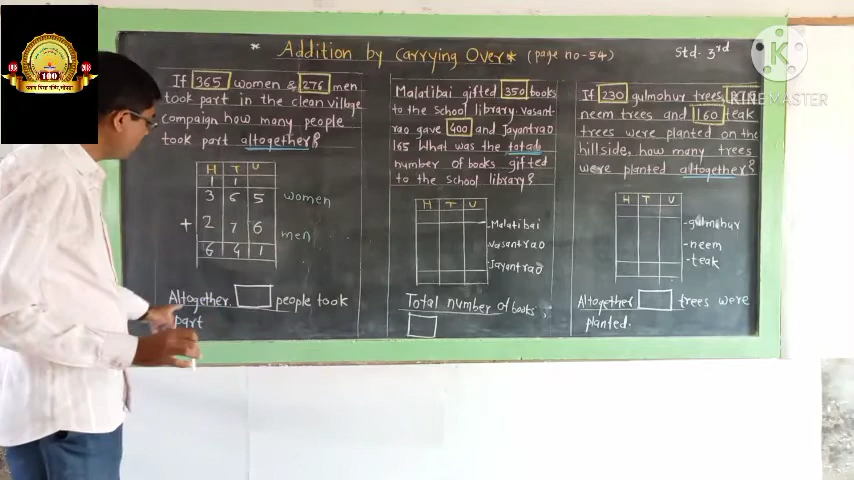 * Addition by Carrying Over * (page no-54)
Std- 3rd
If 365 women & 276 men
took part in the clean village
campaign how many people
took part altogether?
H T U
1 1
3 6 5 women
+ 2 7 6 men
6 4 1
Altogether □ people took
part
Malatibai gifted 350 books
to the school library. Vasant-
rao gave 400 and Jayantrao
165 What was the total
number of books gifted
to the school library?
H T U
-Malatibai
Vasantrao
Jayantrao
Total number of books,
If 230 gulmohur trees,
neem trees and 160 teak
trees were planted on the
hillside, how many trees
were planted altogether?
H T U
-gulmohur
-neem
-teak
Altogether □ trees were
planted.
KINEMASTER
100